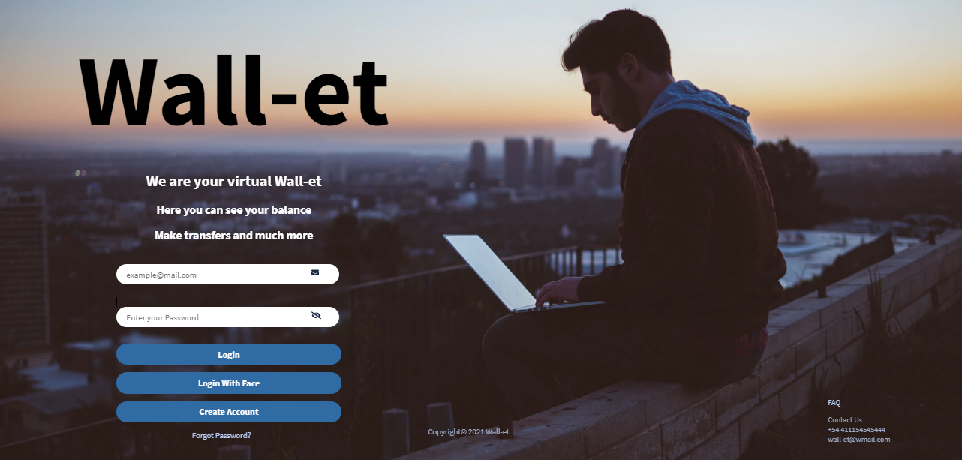 Wall-et
We are your virtual Wall-et
Here you can see your balance
Make transfers and much more
example@mail.com
Enter your Password
Login
Login With Face
Create Account
Forgot Password?
Copyright © 2021 Wall-et
FAQ
Contact Us
wall-et@wmail.com